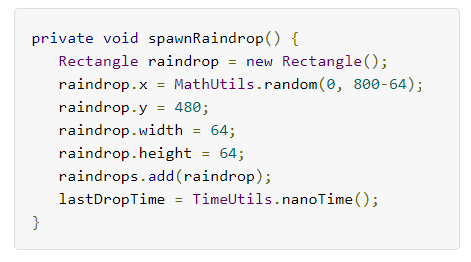 private void spawnRaindrop() {
   Rectangle raindrop = new Rectangle();
   raindrop.x = MathUtils.random(0, 800-64);
   raindrop.y = 480;
   raindrop.width = 64;
   raindrop.height = 64;
   raindrops.add(raindrop);
   lastDropTime = TimeUtils.nanoTime();
}